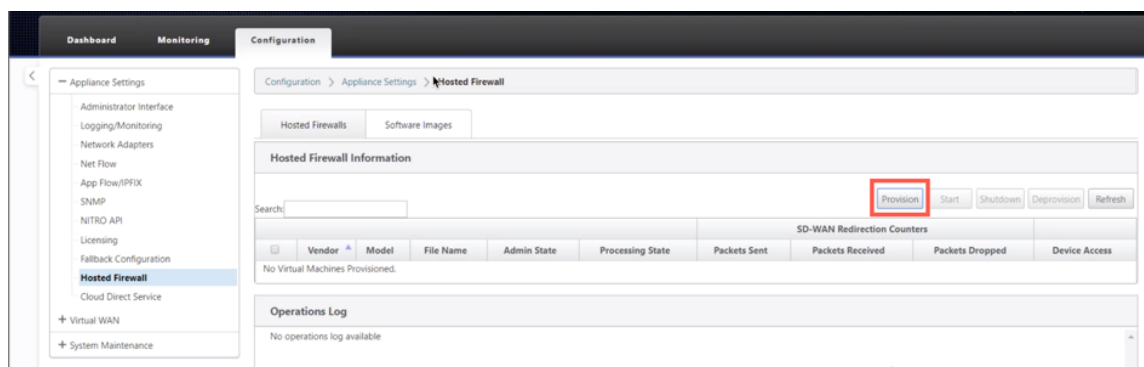 Dashboard Monitoring Configuration
Configuration > Appliance Settings > Hosted Firewall
Appliance Settings
Administrator Interface
Logging/Monitoring
Network Adapters
Net Flow
App Flow/IPFIX
SNMP
NITRO API
Licensing
Fallback Configuration
Hosted Firewall
Cloud Direct Service
Virtual WAN
System Maintenance
Hosted Firewalls Software Images
Hosted Firewall Information
Provision Start Shutdown Deprovision Refresh
Search:
SD-WAN Redirection Counters
Vendor Model File Name Admin State Processing State Packets Sent Packets Received Packets Dropped Device Access
No Virtual Machines Provisioned.
Operations Log
No operations log available